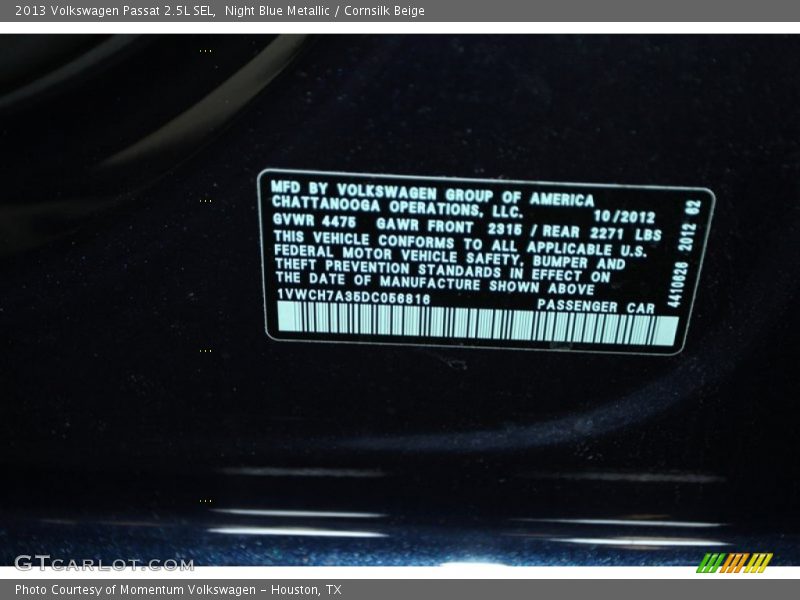 2013 Volkswagen Passat 2.5L SEL,  Night Blue Metallic / Cornsilk Beige
MFD BY VOLKSWAGEN GROUP OF AMERICA
CHATTANOOGA OPERATIONS, LLC. 10/2012
GVWR 4475 GAWR FRONT 2315 / REAR 2271 LBS
THIS VEHICLE CONFORMS TO ALL APPLICABLE U.S.
FEDERAL MOTOR VEHICLE SAFETY, BUMPER AND
THEFT PREVENTION STANDARDS IN EFFECT ON
THE DATE OF MANUFACTURE SHOWN ABOVE
1VWCH7A35DC056816 PASSENGER CAR
4410628 2012 62
GTcarlot.com
Photo Courtesy of Momentum Volkswagen - Houston, TX